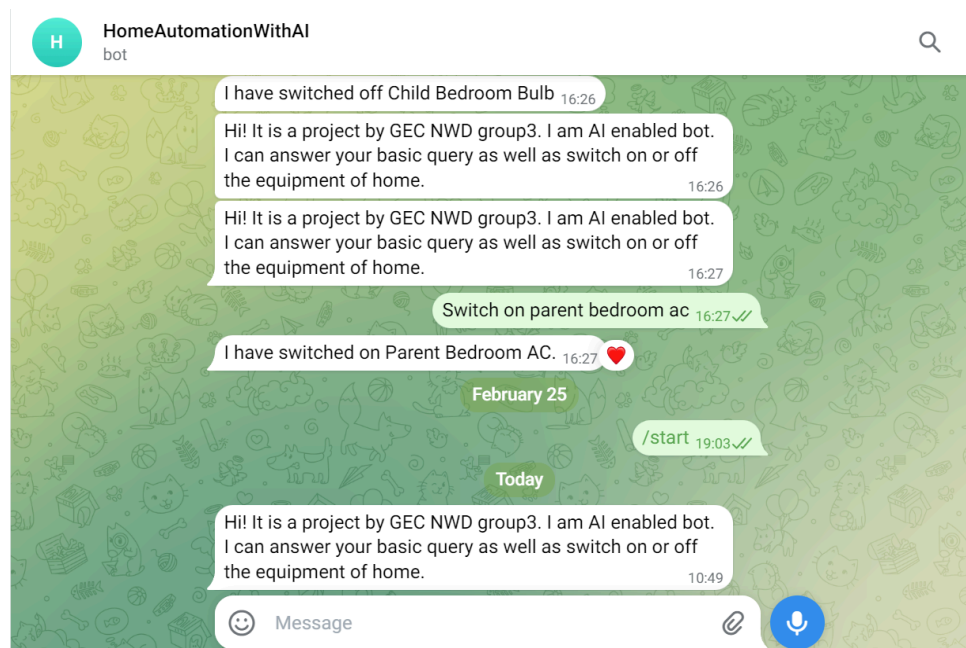 H
HomeAutomationWithAI
bot
I have switched off Child Bedroom Bulb 16:26
Hi! It is a project by GEC NWD group3. I am AI enabled bot.
I can answer your basic query as well as switch on or off
the equipment of home. 16:26
Hi! It is a project by GEC NWD group3. I am AI enabled bot.
I can answer your basic query as well as switch on or off
the equipment of home. 16:27
Switch on parent bedroom ac 16:27
I have switched on Parent Bedroom AC. 16:27
February 25
/start 19:03
Today
Hi! It is a project by GEC NWD group3. I am AI enabled bot.
I can answer your basic query as well as switch on or off
the equipment of home. 10:49
Message